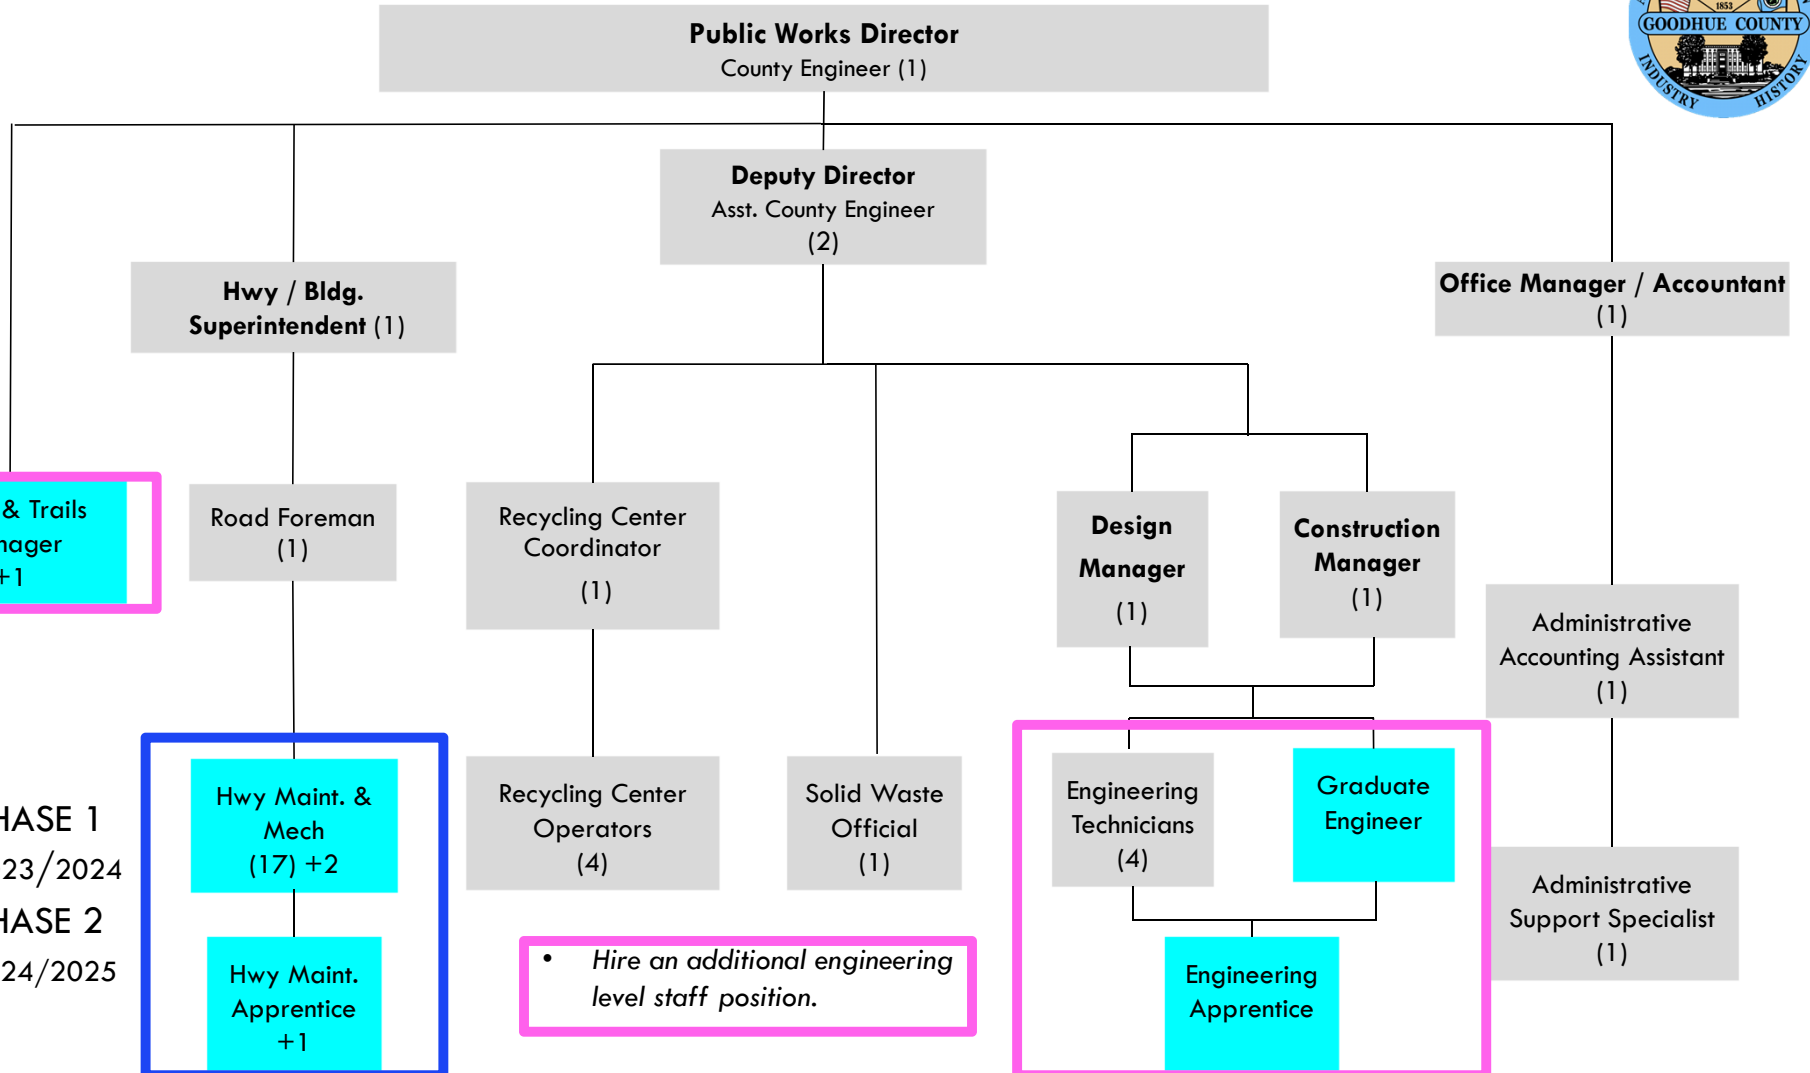 Public Works Director
County Engineer (1)
1853
GOODHUE COUNTY
INDUSTRY
HISTORY
Deputy Director
Asst. County Engineer
(2)
Hwy / Bldg.
Superintendent (1)
Office Manager / Accountant
(1)
& Trails
+1
Road Foreman
(1)
Recycling Center
Coordinator
(1)
Design
Manager
(1)
Construction
Manager
(1)
Administrative
Accounting Assistant
(1)
HASE 1
23/2024
HASE 2
24/2025
Hwy Maint. &
Mech
(17) +2
Hwy Maint.
Apprentice
+1
Recycling Center
Operators
(4)
Solid Waste
Official
(1)
• Hire an additional engineering
level staff position.
Engineering
Technicians
(4)
Graduate
Engineer
Engineering
Apprentice
Administrative
Support Specialist
(1)